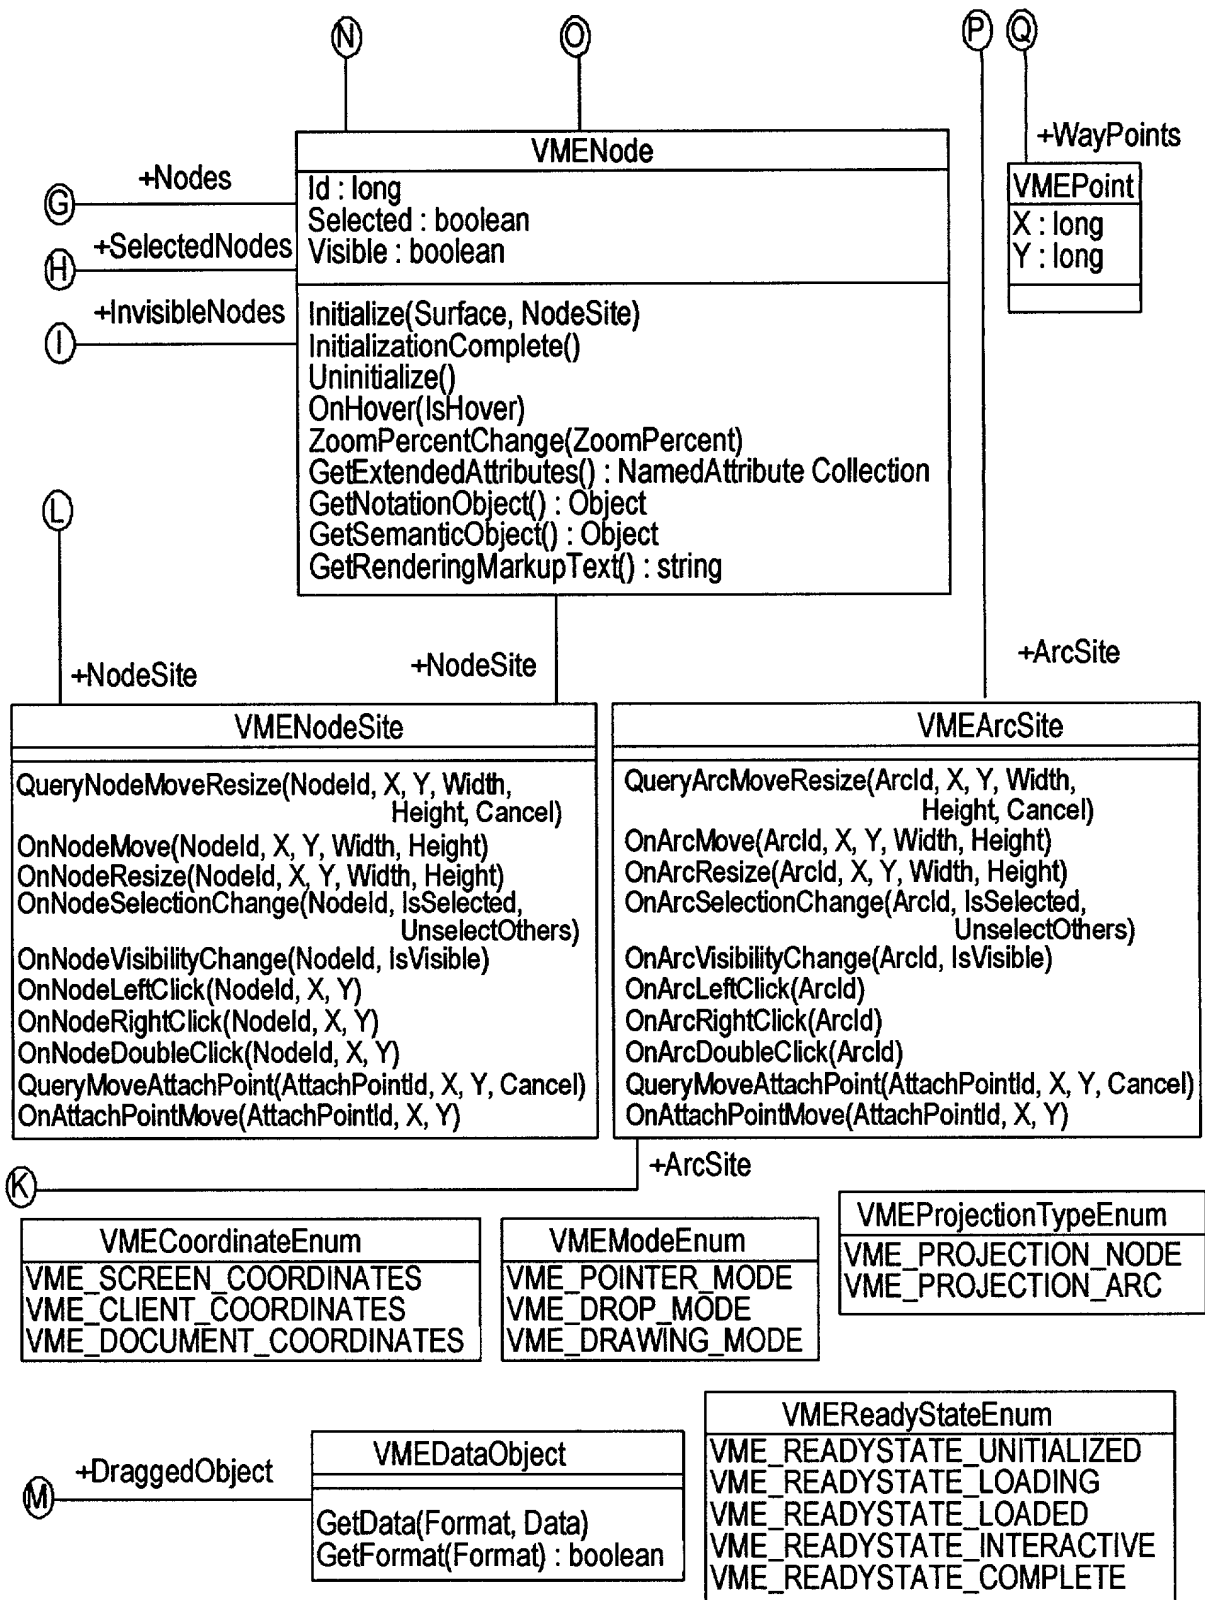 N
O
P
Q
+WayPoints
VMENode
Id : long
Selected : boolean
Visible : boolean
Initialize(Surface, NodeSite)
InitializationComplete()
Uninitialize()
OnHover(IsHover)
ZoomPercentChange(ZoomPercent)
GetExtendedAttributes() : NamedAttribute Collection
GetNotationObject() : Object
GetSemanticObject() : Object
GetRenderingMarkupText() : string
G
+Nodes
H
+SelectedNodes
I
+InvisibleNodes
VMEPoint
X : long
Y : long
L
+NodeSite
+NodeSite
+ArcSite
VMENodeSite
QueryNodeMoveResize(NodeId, X, Y, Width,
Height, Cancel)
OnNodeMove(NodeId, X, Y, Width, Height)
OnNodeResize(NodeId, X, Y, Width, Height)
OnNodeSelectionChange(NodeId, IsSelected,
UnselectOthers)
OnNodeVisibilityChange(NodeId, IsVisible)
OnNodeLeftClick(NodeId, X, Y)
OnNodeRightClick(NodeId, X, Y)
OnNodeDoubleClick(NodeId, X, Y)
QueryMoveAttachPoint(AttachPointId, X, Y, Cancel)
OnAttachPointMove(AttachPointId, X, Y)
VMEArcSite
QueryArcMoveResize(ArcId, X, Y, Width,
Height, Cancel)
OnArcMove(ArcId, X, Y, Width, Height)
OnArcResize(ArcId, X, Y, Width, Height)
OnArcSelectionChange(ArcId, IsSelected,
UnselectOthers)
OnArcVisibilityChange(ArcId, IsVisible)
OnArcLeftClick(ArcId)
OnArcRightClick(ArcId)
OnArcDoubleClick(ArcId)
QueryMoveAttachPoint(AttachPointId, X, Y, Cancel)
OnAttachPointMove(AttachPointId, X, Y)
K
+ArcSite
VMECoordinateEnum
VME_SCREEN_COORDINATES
VME_CLIENT_COORDINATES
VME_DOCUMENT_COORDINATES
VMEModeEnum
VME_POINTER_MODE
VME_DROP_MODE
VME_DRAWING_MODE
VMEProjectionTypeEnum
VME_PROJECTION_NODE
VME_PROJECTION_ARC
M
+DraggedObject
VMEDataObject
GetData(Format, Data)
GetFormat(Format) : boolean
VMEReadyStateEnum
VME_READYSTATE_UNITIALIZED
VME_READYSTATE_LOADING
VME_READYSTATE_LOADED
VME_READYSTATE_INTERACTIVE
VME_READYSTATE_COMPLETE